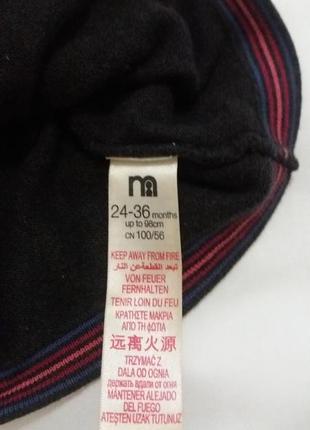 m
24-36 months
up to 98cm
CN 100/56
KEEP AWAY FROM FIRE
تبعد القطعة عن النار
VON FEUER
FERNHALTEN
TENIR LOIN DU FEU
ΚΡΑΤΗΣΤΕ ΜΑΚΡΙΑ
ΑΠΟ ΤΗ ΦΩΤΙΑ
远离火源
TRZYMAĆ Z
DALA OD OGNIA
держать вдали от огня
MANTENER ALEJADO
DEL FUEGO
ATEŞTEN UZAK TUTUNUZ